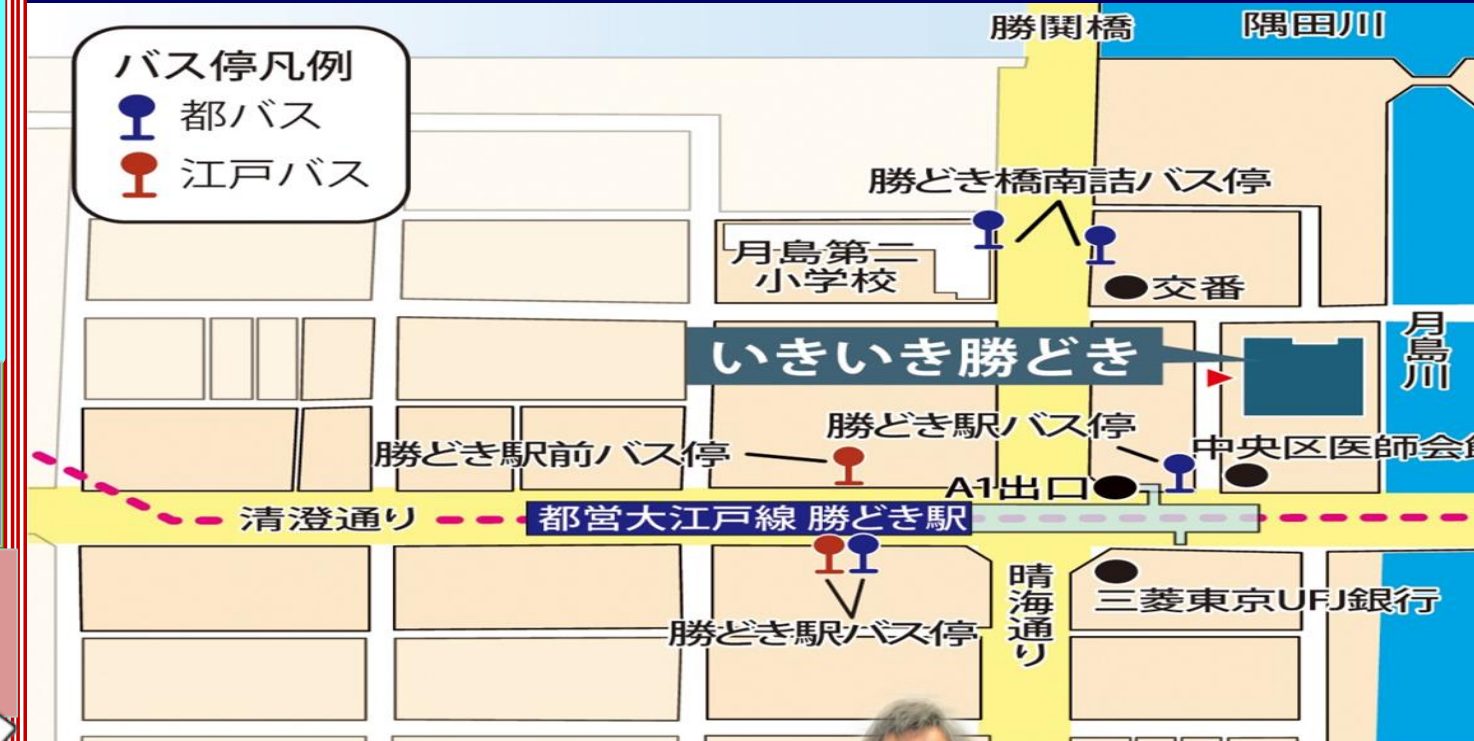 勝鬨橋
隅田川
バス停凡例
都バス
江戸バス
勝どき橋南詰バス停
月島第二
小学校
交番
月島川
いきいき勝どき
勝どき駅バス停
勝どき駅前バス停
中央区医師会館
A1出口
清澄通り
都営大江戸線 勝どき駅
晴海通り
三菱東京UFJ銀行
勝どき駅バス停